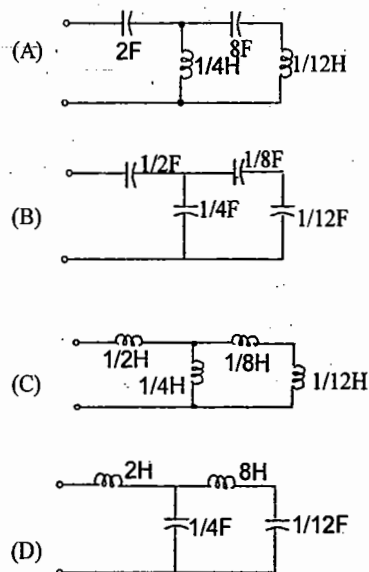 (A) 2F 8F 1/4H 1/12H
(B) 1/2F 1/8F 1/4F 1/12F
(C) 1/2H 1/8H 1/4H 1/12H
(D) 2H 8H 1/4F 1/12F